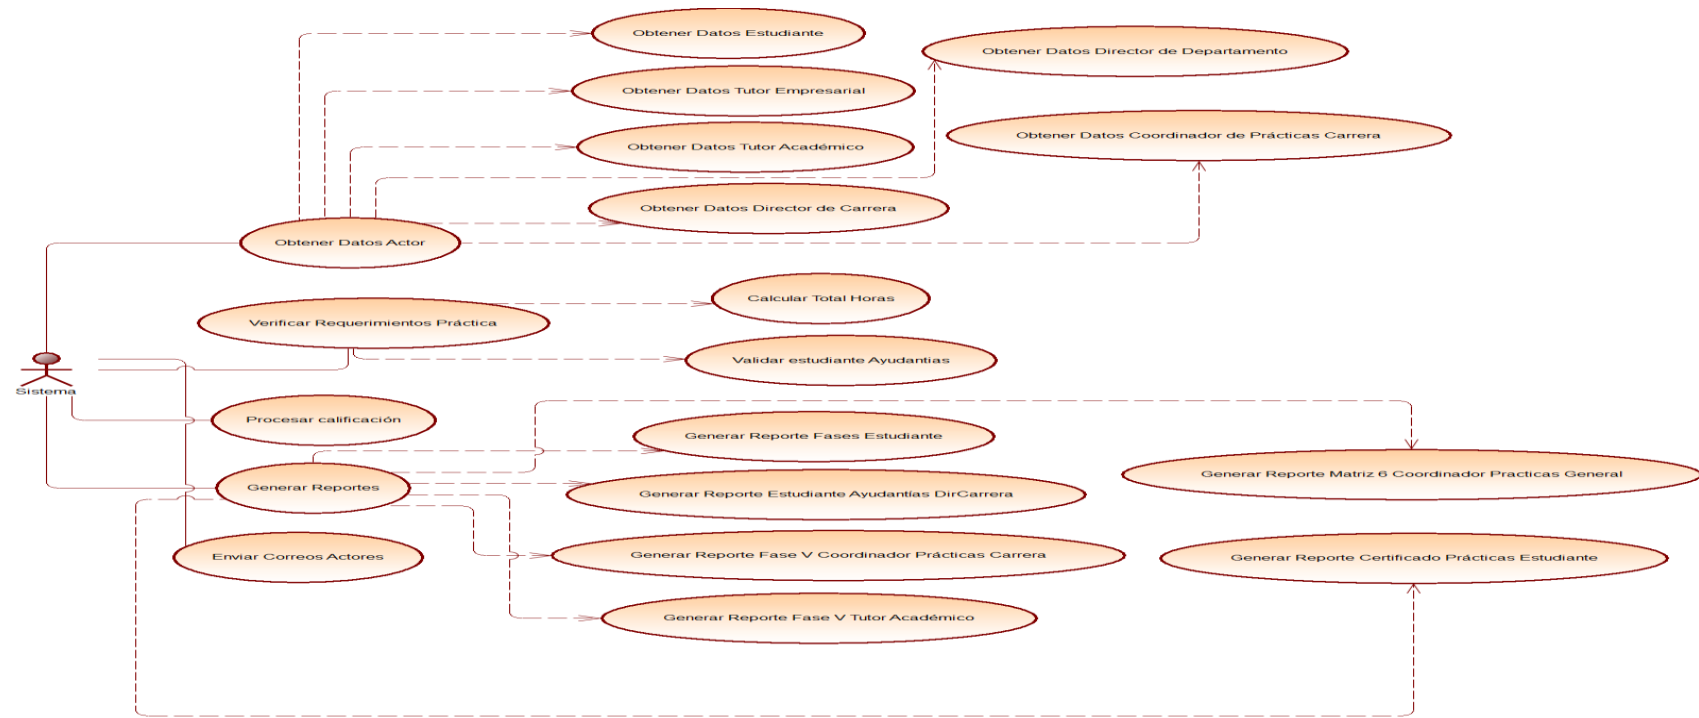 Obtener Datos Estudiante
Obtener Datos Director de Departamento
Obtener Datos Tutor Empresarial
Obtener Datos Coordinador de Prácticas Carrera
Obtener Datos Tutor Académico
Obtener Datos Director de Carrera
Obtener Datos Actor
Calcular Total Horas
Verificar Requerimientos Práctica
Validar estudiante Ayudantias
Sistema
Procesar calificación
Generar Reporte Fases Estudiante
Generar Reporte Matriz 6 Coordinador Practicas General
Generar Reportes
Generar Reporte Estudiante Ayudantías DirCarrera
Enviar Correos Actores
Generar Reporte Fase V Coordinador Prácticas Carrera
Generar Reporte Certificado Prácticas Estudiante
Generar Reporte Fase V Tutor Académico